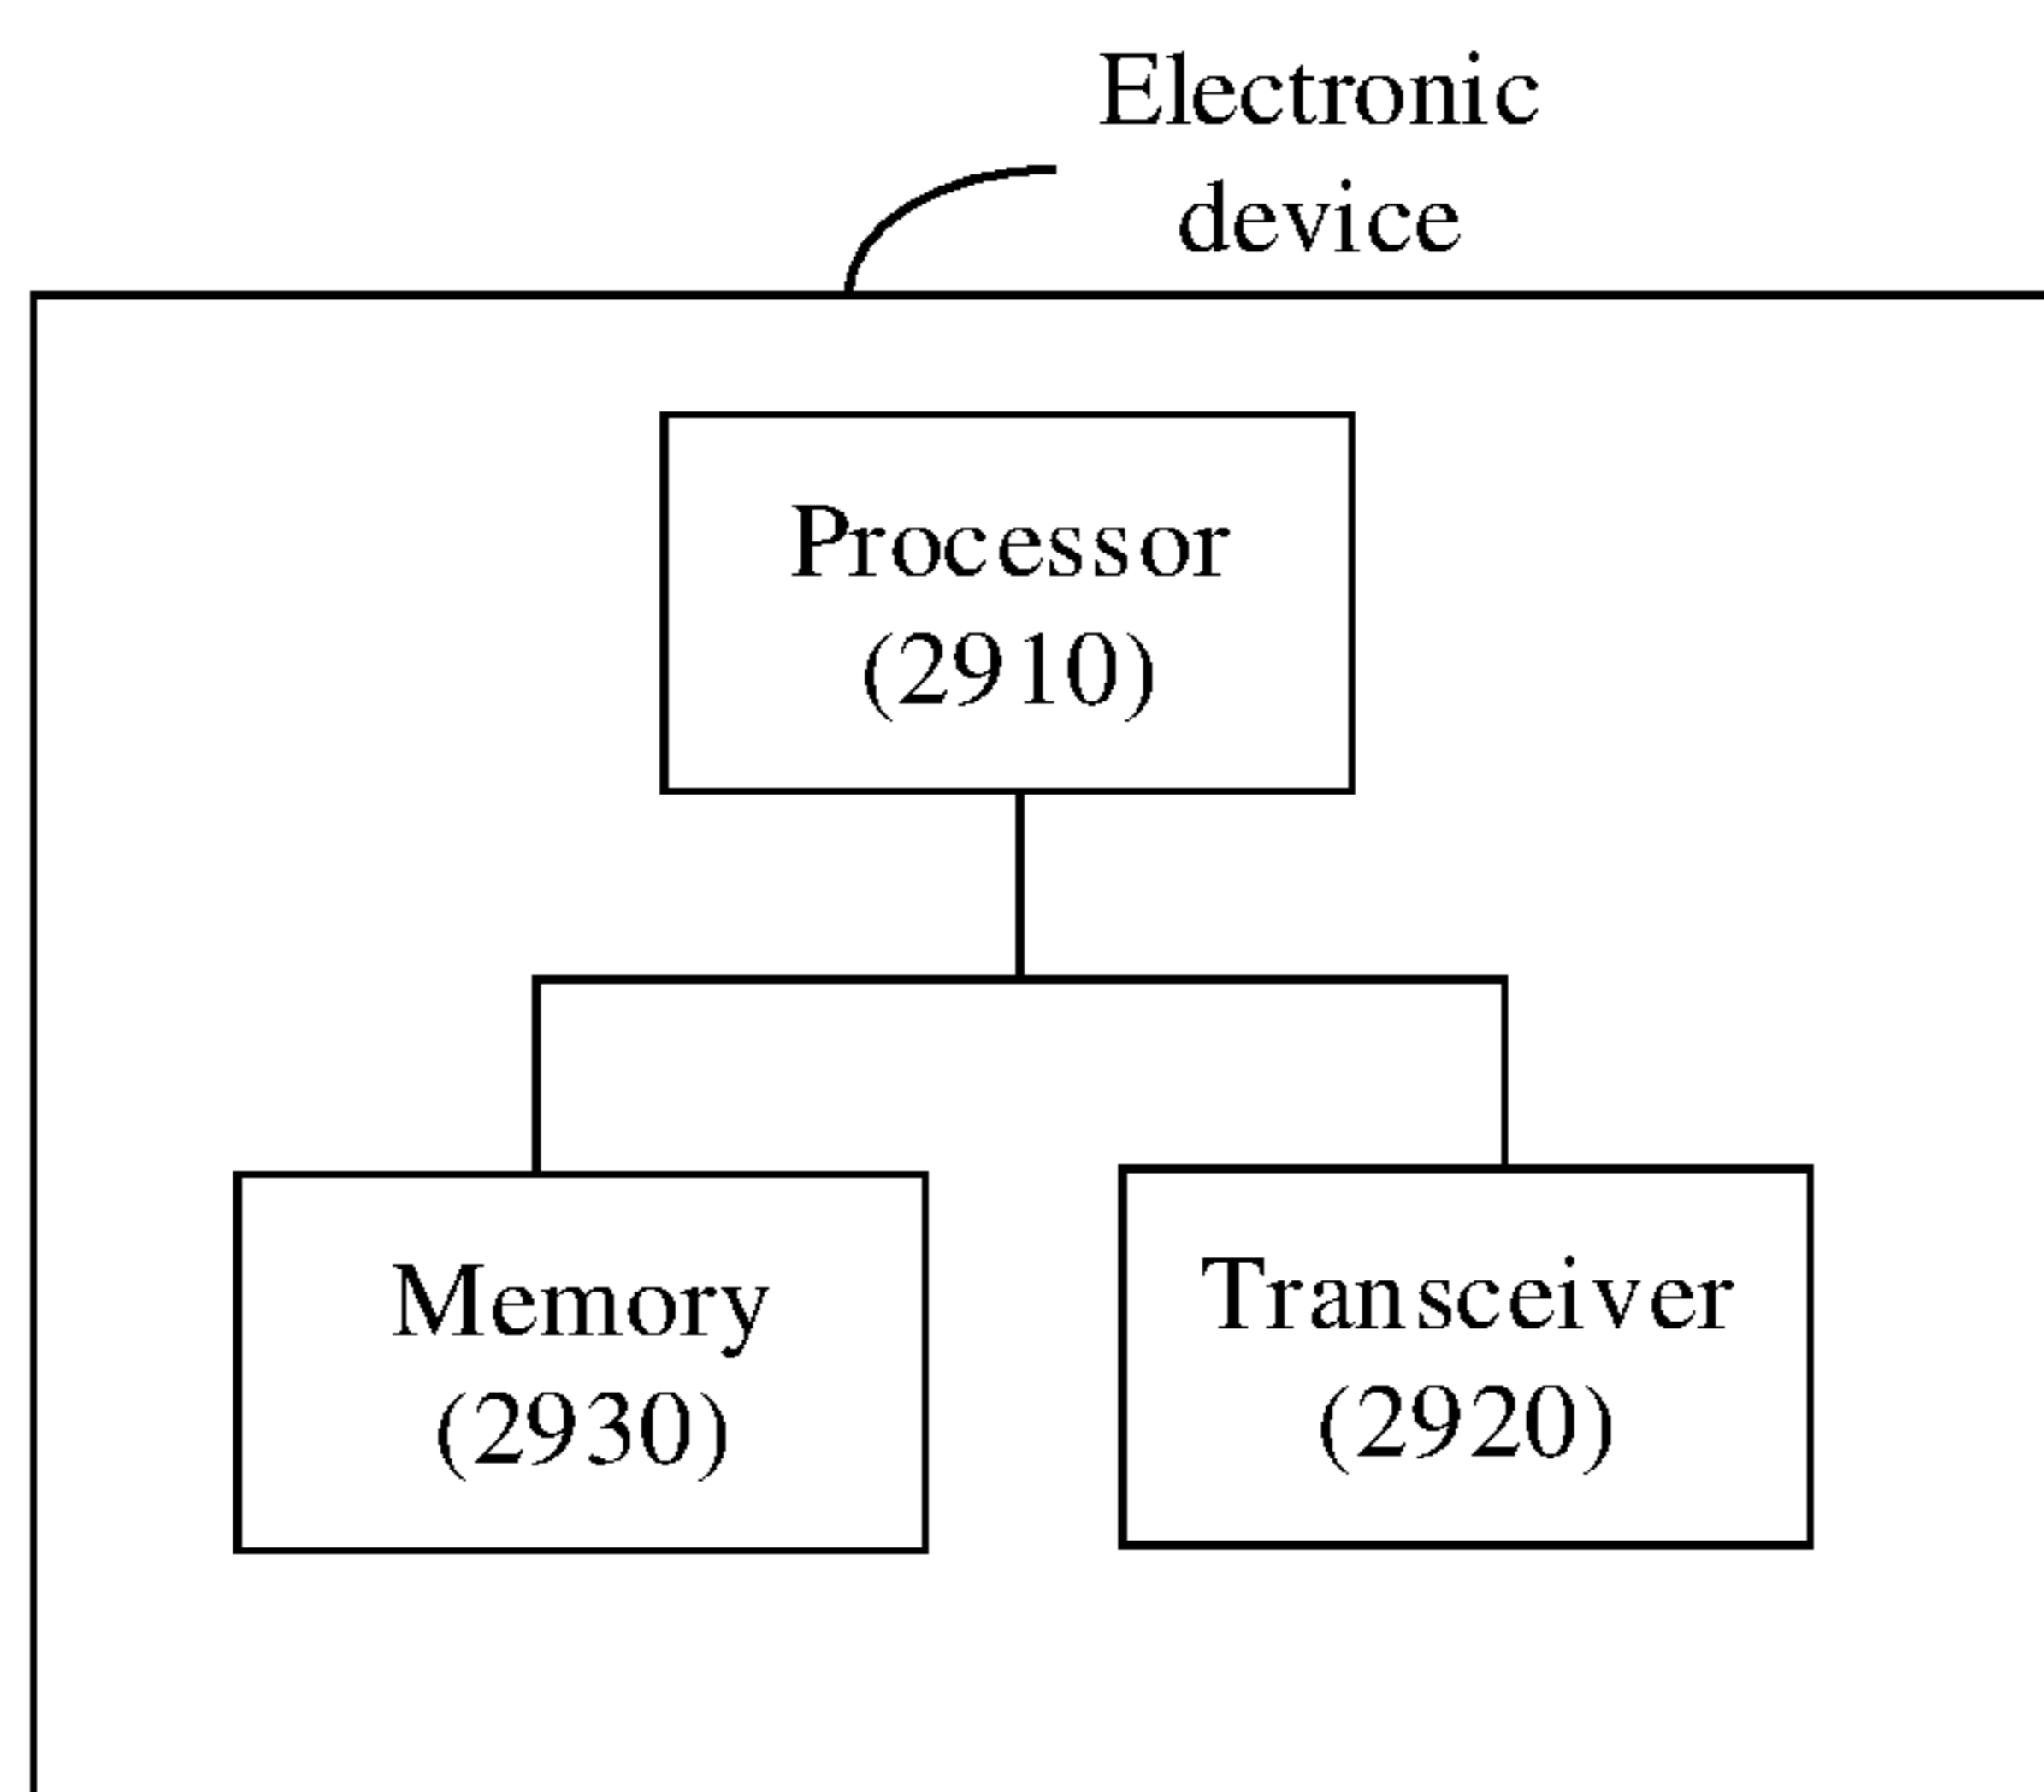 Electronic
device
Processor
(2910)
Memory
(2930)
Transceiver
(2920)